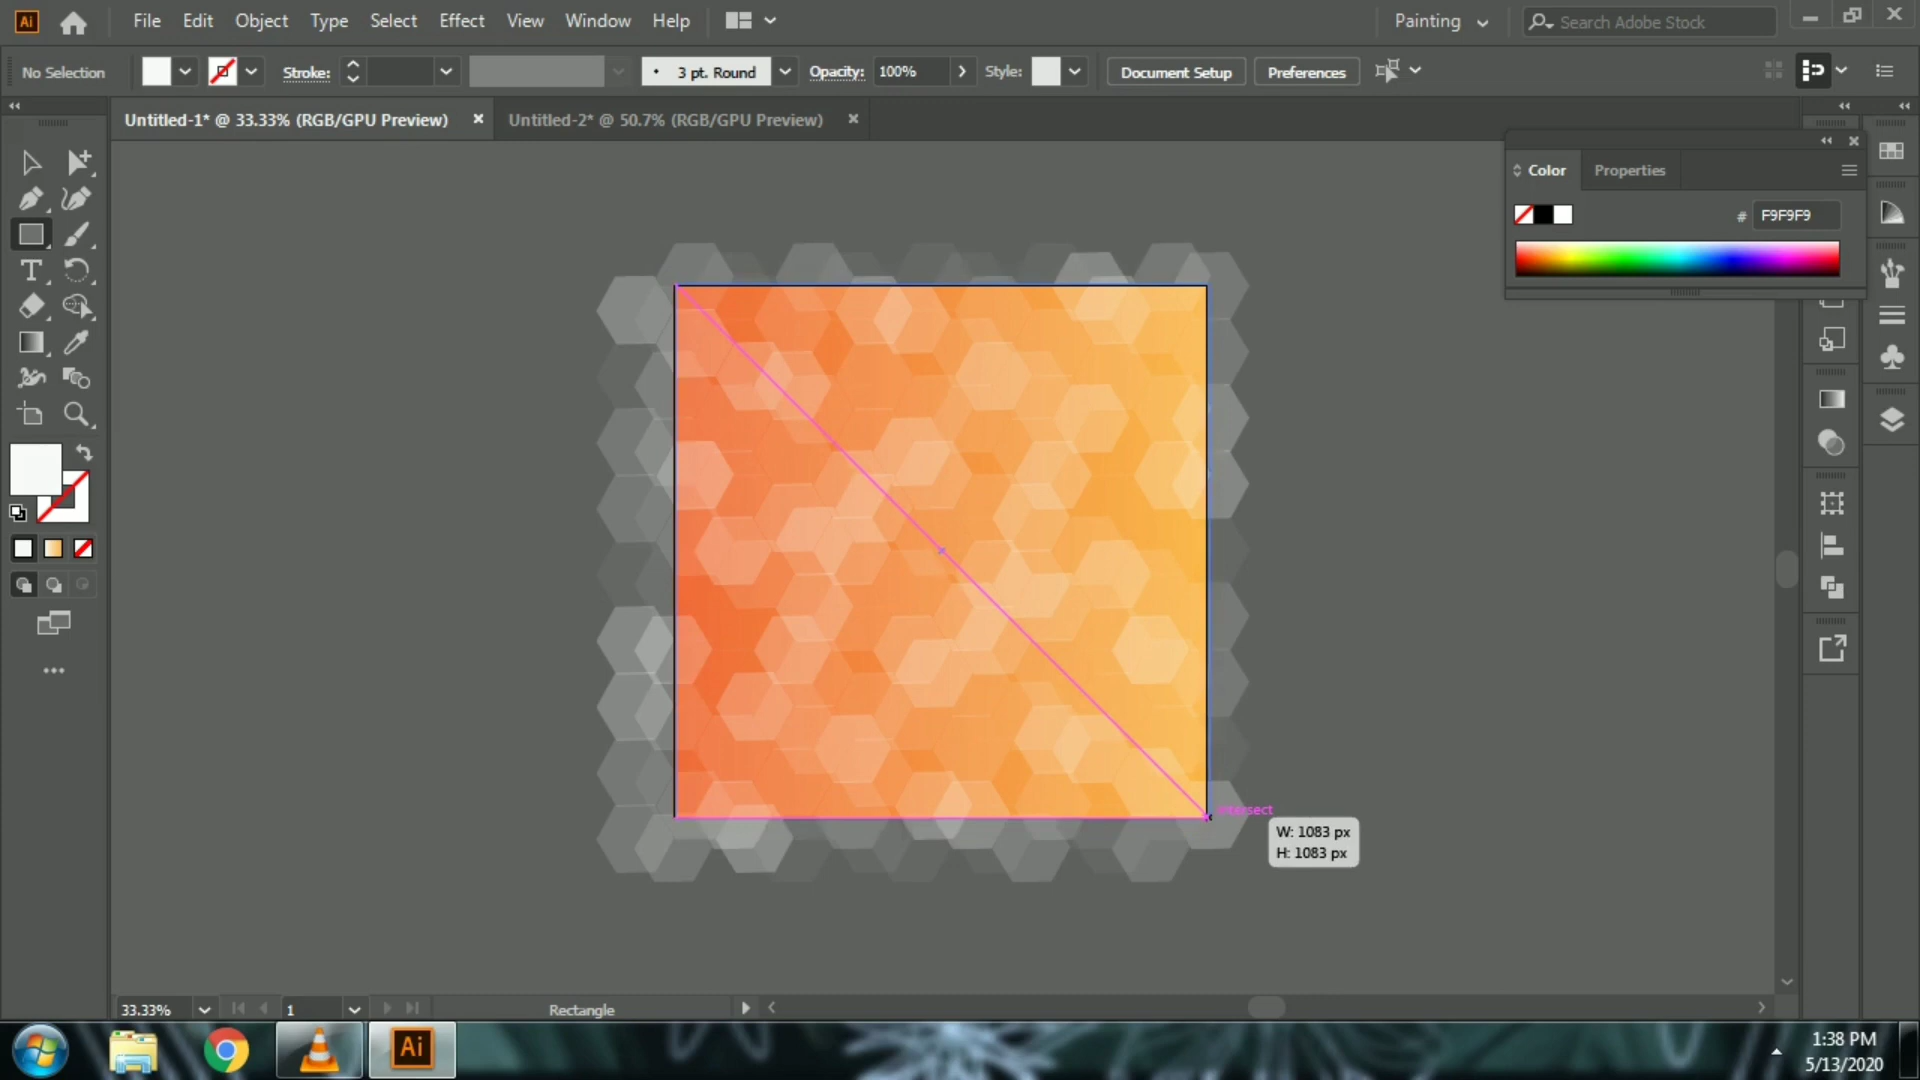 Ai File Edit Object Type Select Effect View Window Help Painting Search Adobe Stock
No Selection Stroke: 3 pt. Round Opacity: 100% Style: Document Setup Preferences
Untitled-1* @ 33.33% (RGB/GPU Preview) Untitled-2* @ 50.7% (RGB/GPU Preview)
Color Properties
# F9F9F9
intersect
W: 1083 px
H: 1083 px
33.33% 1 Rectangle
Ai
1:38 PM
5/13/2020